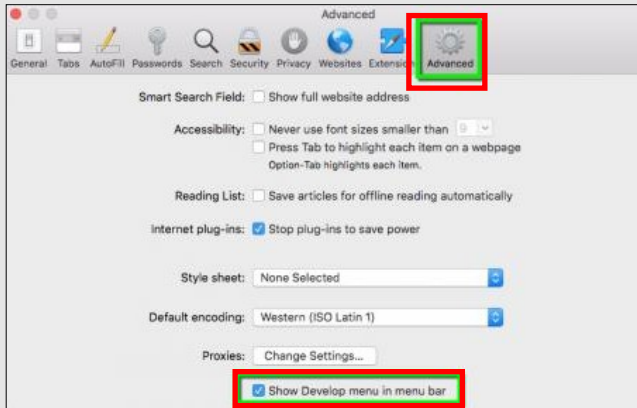 Advanced
General Tabs AutoFill Passwords Search Security Privacy Websites Extension Advanced
Smart Search Field: Show full website address
Accessibility: Never use font sizes smaller than 9
Press Tab to highlight each item on a webpage
Option-Tab highlights each item.
Reading List: Save articles for offline reading automatically
Internet plug-ins: Stop plug-ins to save power
Style sheet: None Selected
Default encoding: Western (ISO Latin 1)
Proxies: Change Settings...
Show Develop menu in menu bar